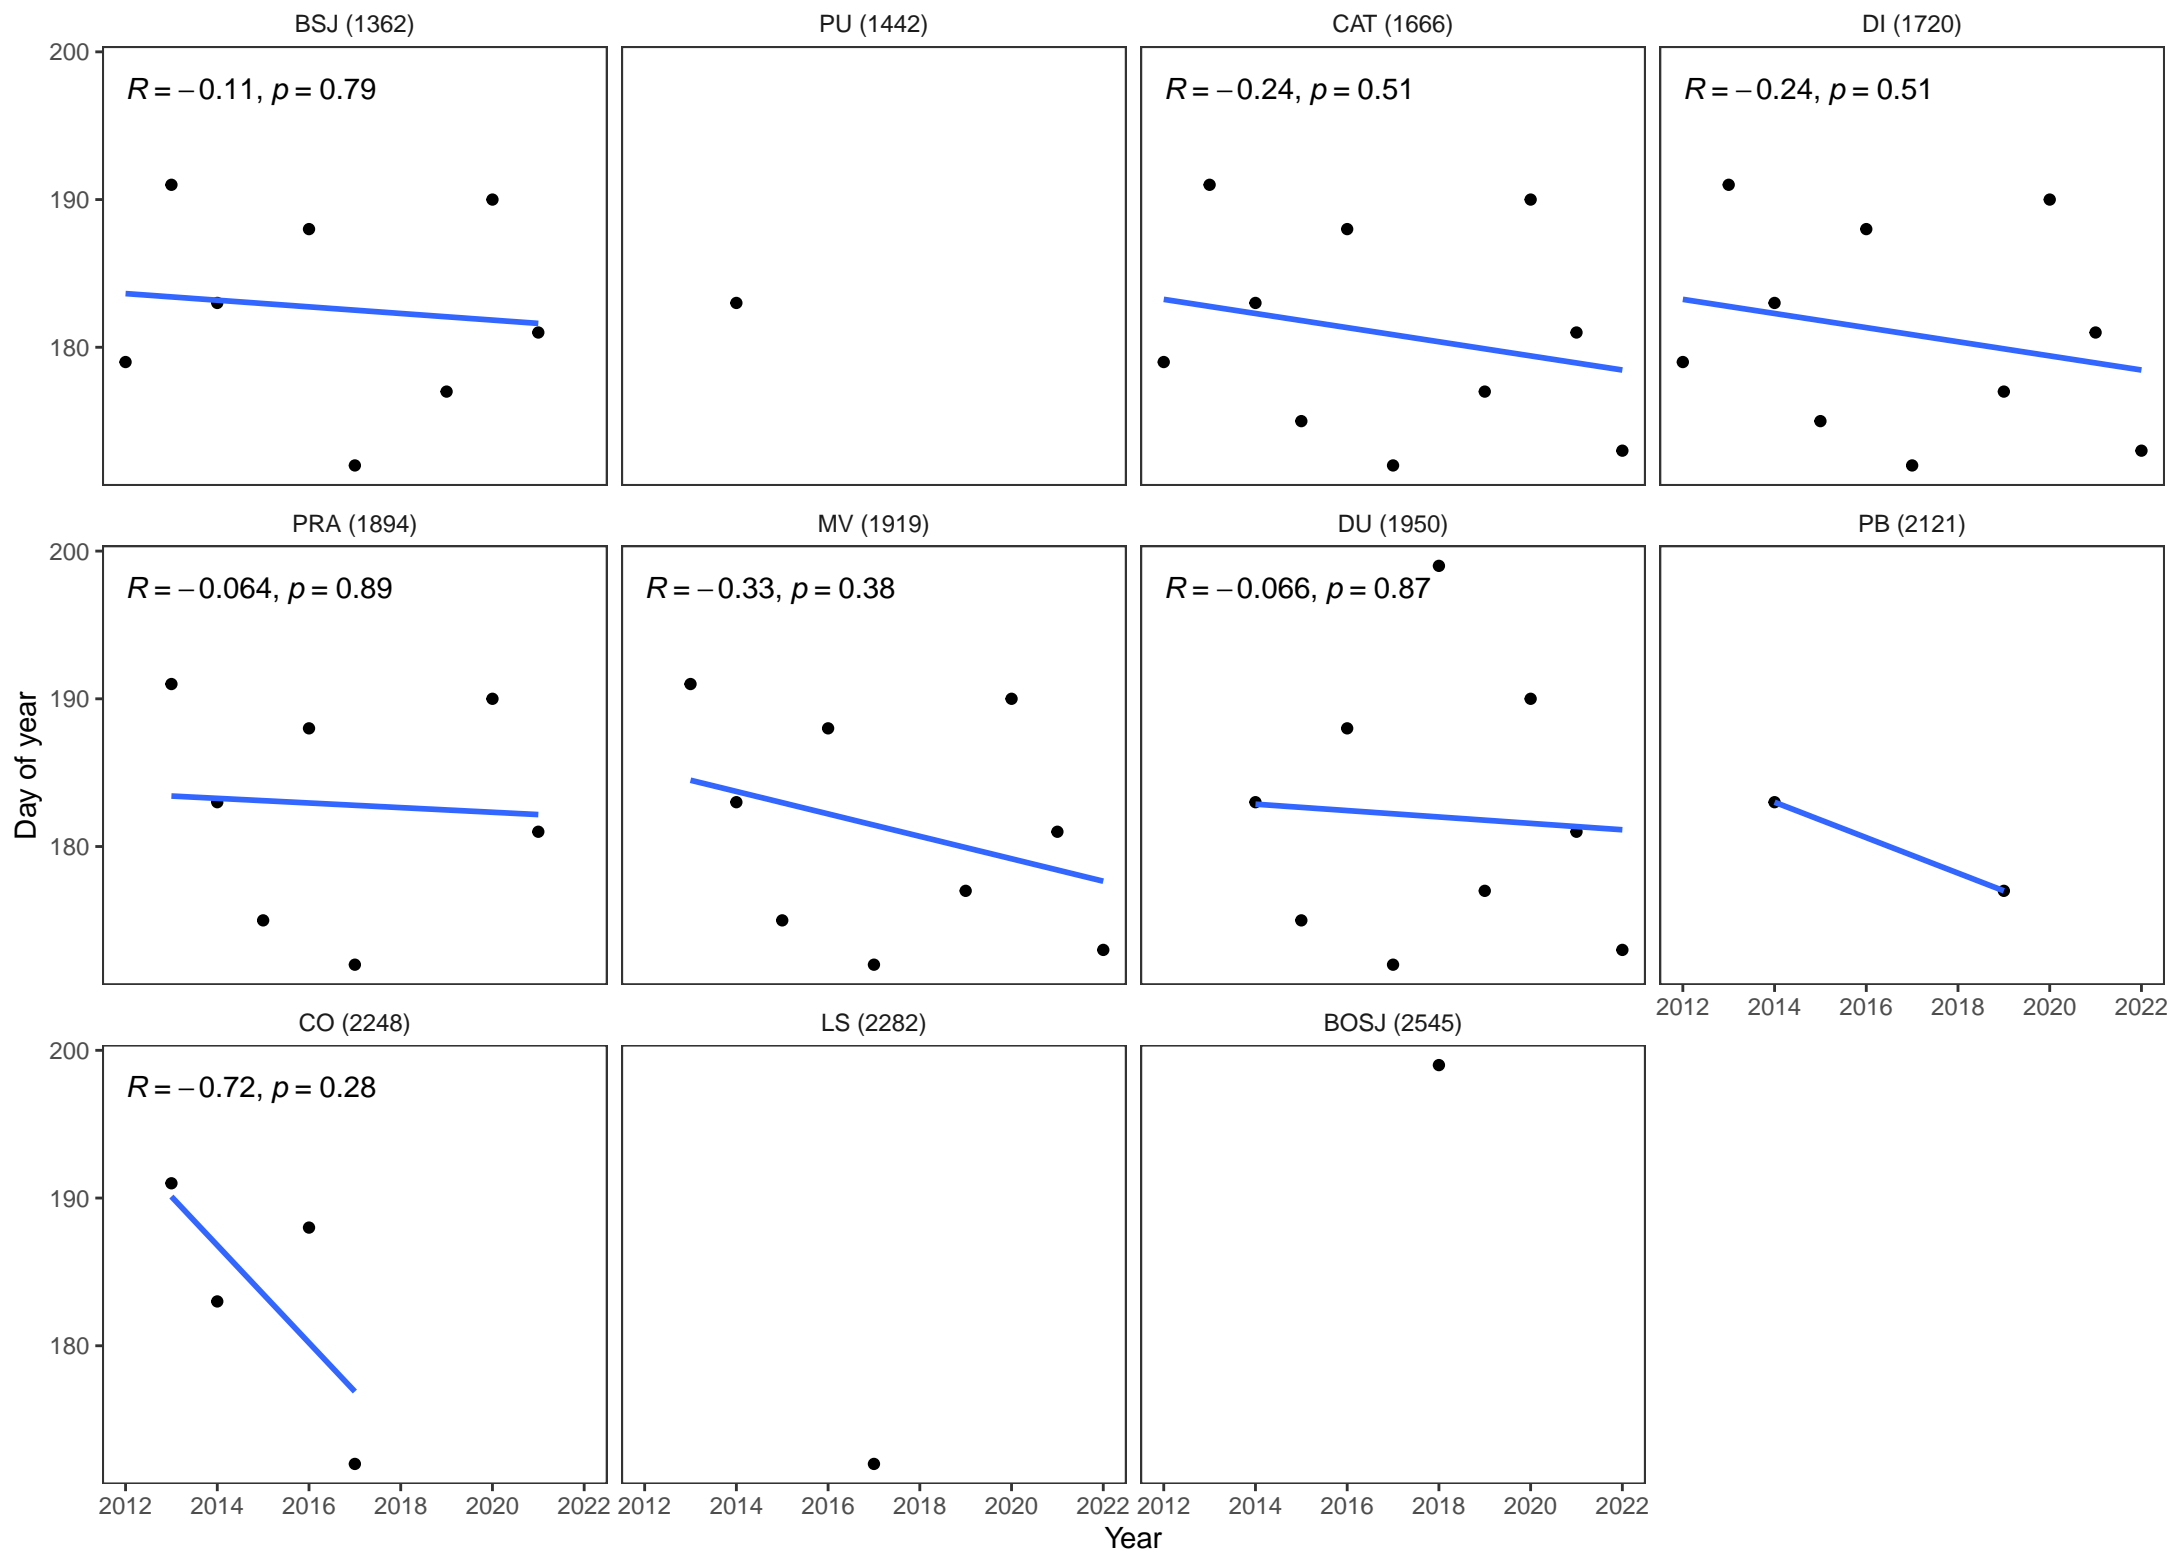 BSJ (1362) PU (1442) CAT (1666) DI (1720)
200
R = −0.11, p = 0.79 R = −0.24, p = 0.51 R = −0.24, p = 0.51
190
180
PRA (1894) MV (1919) DU (1950) PB (2121)
200
R = −0.064, p = 0.89 R = −0.33, p = 0.38 R = −0.066, p = 0.87
190
Day of year
180
2012 2014 2016 2018 2020 2022
CO (2248) LS (2282) BOSJ (2545)
200
R = −0.72, p = 0.28
190
180
2012 2014 2016 2018 2020 2022 2012 2014 2016 2018 2020 2022 2012 2014 2016 2018 2020 2022
Year